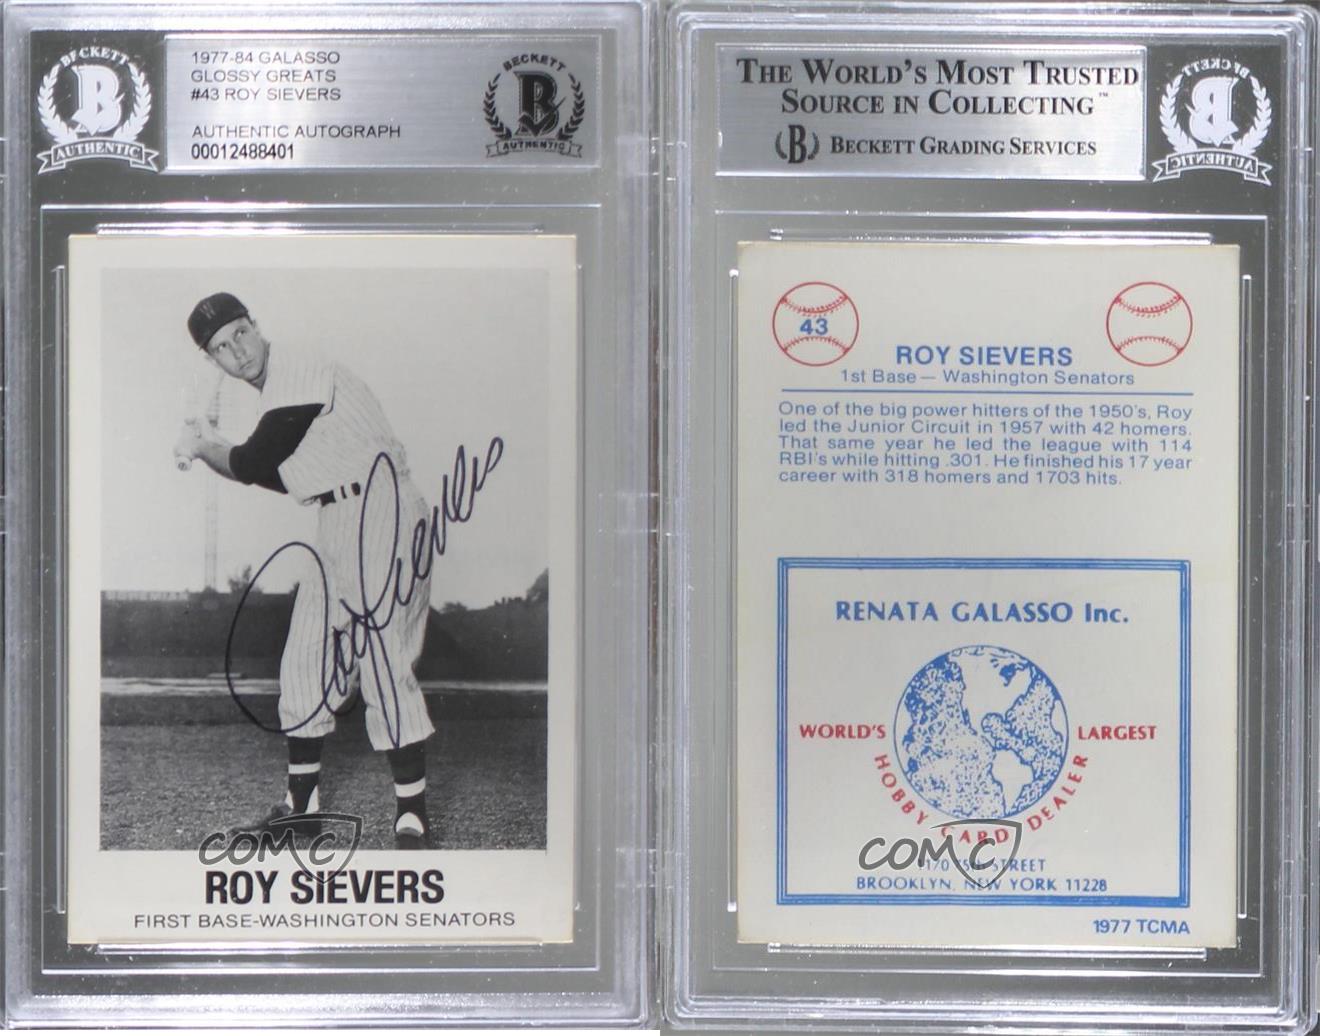 BECKETT
B
AUTHENTIC
1977-84 GALASSO
GLOSSY GREATS
#43 ROY SIEVERS
AUTHENTIC AUTOGRAPH
00012488401
BECKETT
B
AUTHENTIC
W
Roy Sievers
COMC
ROY SIEVERS
FIRST BASE-WASHINGTON SENATORS
THE WORLD'S MOST TRUSTED
SOURCE IN COLLECTING™
B BECKETT GRADING SERVICES
BECKETT
B
AUTHENTIC
43
ROY SIEVERS
1st Base — Washington Senators
One of the big power hitters of the 1950's, Roy
led the Junior Circuit in 1957 with 42 homers.
That same year he led the league with 114
RBI's while hitting .301. He finished his 17 year
career with 318 homers and 1703 hits.
RENATA GALASSO Inc.
WORLD'S LARGEST
HOBBY CARD DEALER
COMC
STREET
BROOKLYN, NEW YORK 11228
1977 TCMA